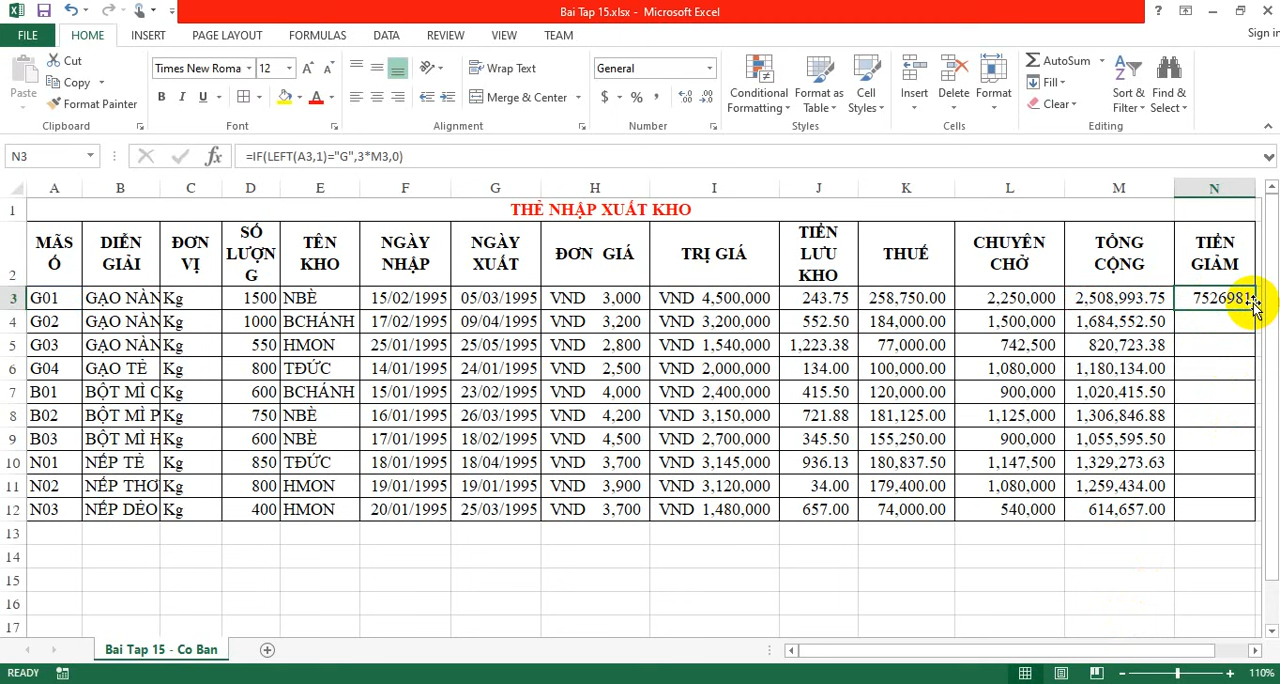 Bai Tap 15.xlsx - Microsoft Excel
?
FILE HOME INSERT PAGE LAYOUT FORMULAS DATA REVIEW VIEW TEAM Sign in
Paste Cut Copy Format Painter Clipboard
Times New Roma 12 B I U Font
Wrap Text Merge & Center Alignment
General $ % Number
Conditional Formatting Format as Table Cell Styles Styles
Insert Delete Format Cells
AutoSum Fill Clear Sort & Filter Find & Select Editing
N3 fx =IF(LEFT(A3,1)="G",3*M3,0)
A B C D E F G H I J K L M N
1 THẺ NHẬP XUẤT KHO
2 MÃSỐ DIỄN GIẢI ĐƠN VỊ SỐ LƯỢNG TÊN KHO NGÀY NHẬP NGÀY XUẤT ĐƠN GIÁ TRỊ GIÁ TIỀN LƯU KHO THUẾ CHUYÊN CHỞ TỔNG CỘNG TIỀN GIẢM
3 G01 GẠO NÀN Kg 1500 NBÈ 15/02/1995 05/03/1995 VND 3,000 VND 4,500,000 243.75 258,750.00 2,250,000 2,508,993.75 7526981
4 G02 GẠO NÀN Kg 1000 BCHÁNH 17/02/1995 09/04/1995 VND 3,200 VND 3,200,000 552.50 184,000.00 1,500,000 1,684,552.50
5 G03 GẠO NÀN Kg 550 HMON 25/01/1995 25/05/1995 VND 2,800 VND 1,540,000 1,223.38 77,000.00 742,500 820,723.38
6 G04 GẠO TẺ Kg 800 TĐỨC 14/01/1995 24/01/1995 VND 2,500 VND 2,000,000 134.00 100,000.00 1,080,000 1,180,134.00
7 B01 BỘT MÌ C Kg 600 BCHÁNH 15/01/1995 23/02/1995 VND 4,000 VND 2,400,000 415.50 120,000.00 900,000 1,020,415.50
8 B02 BỘT MÌ P Kg 750 NBÈ 16/01/1995 26/03/1995 VND 4,200 VND 3,150,000 721.88 181,125.00 1,125,000 1,306,846.88
9 B03 BỘT MÌ H Kg 600 NBÈ 17/01/1995 18/02/1995 VND 4,500 VND 2,700,000 345.50 155,250.00 900,000 1,055,595.50
10 N01 NẾP TẺ Kg 850 TĐỨC 18/01/1995 18/04/1995 VND 3,700 VND 3,145,000 936.13 180,837.50 1,147,500 1,329,273.63
11 N02 NẾP THƠ Kg 800 HMON 19/01/1995 19/01/1995 VND 3,900 VND 3,120,000 34.00 179,400.00 1,080,000 1,259,434.00
12 N03 NẾP DẺO Kg 400 HMON 20/01/1995 25/03/1995 VND 3,700 VND 1,480,000 657.00 74,000.00 540,000 614,657.00
13
14
15
16
17
Bai Tap 15 - Co Ban
READY 110%